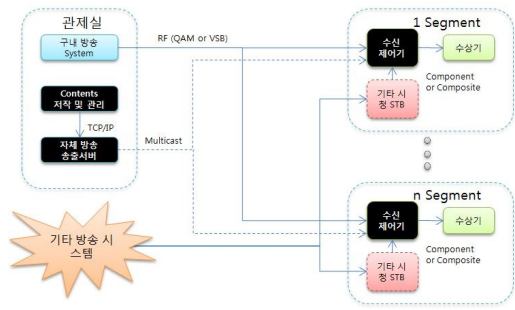 관제실
구내 방송
System
Contents
저작 및 관리
TCP/IP
자체 방송
송출서버
기타 방송 시
스템
RF (QAM or VSB)
Multicast
1 Segment
수신
제어기
수상기
Component
or Composite
기타 시
청 STB
n Segment
수신
제어기
수상기
Component
or Composite
기타 시
청 STB